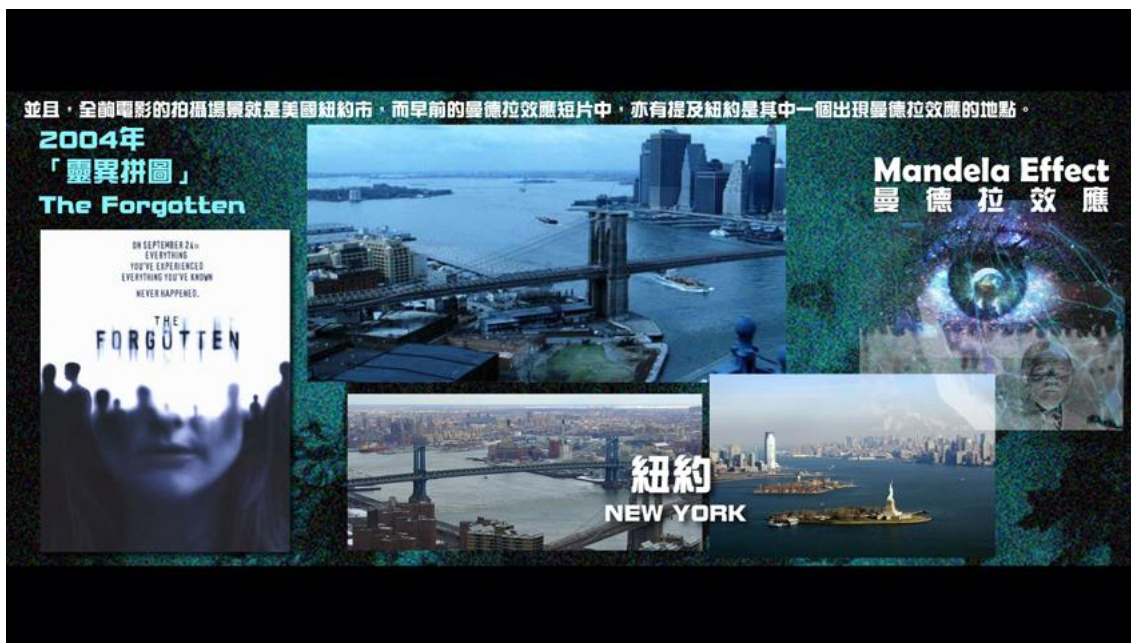 並且，全齣電影的拍攝場景就是美國紐約市，而早前的曼德拉效應短片中，亦有提及紐約是其中一個出現曼德拉效應的地點。
2004年
「靈異拼圖」
The Forgotten
Mandela Effect
曼德拉效應
ON SEPTEMBER 24th
EVERYTHING
YOU'VE EXPERIENCED
EVERYTHING YOU'VE KNOWN
NEVER HAPPENED.
THE
FORGOTTEN
紐約
NEW YORK